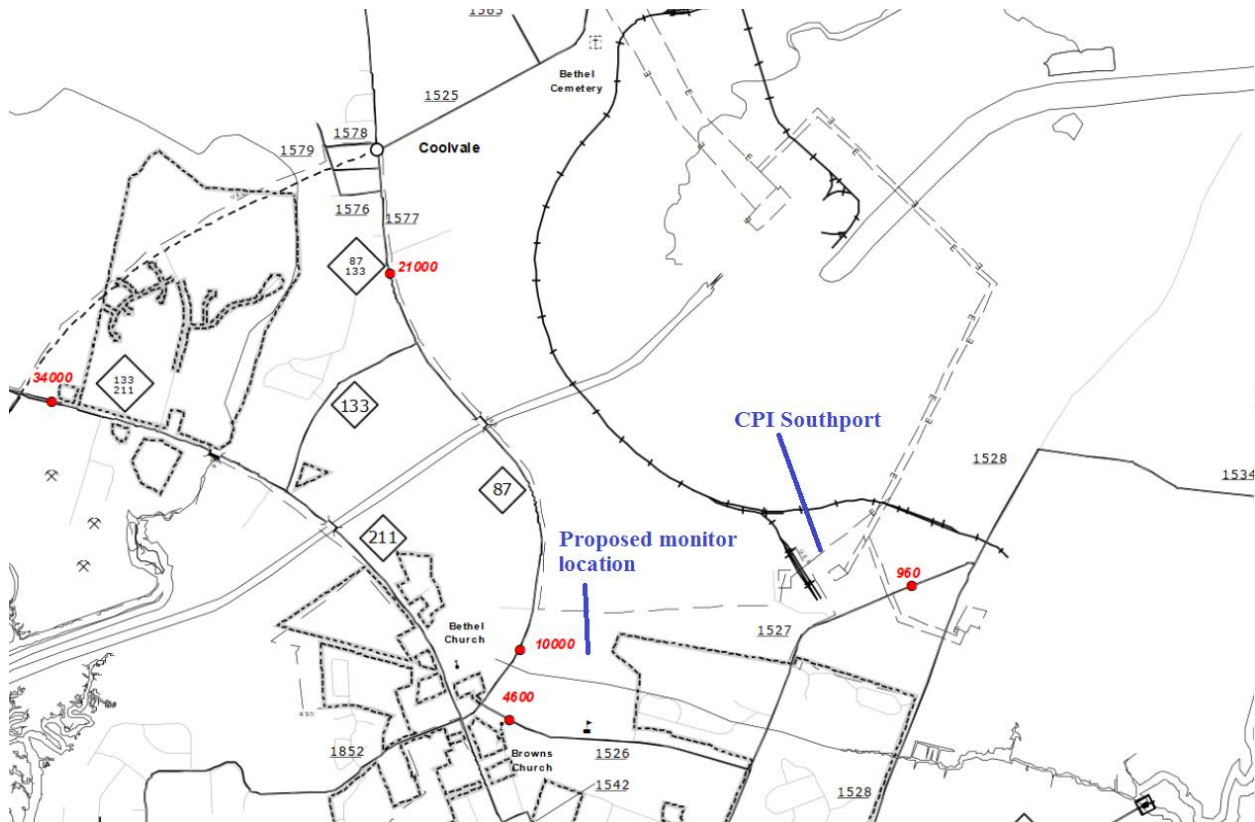 1565
Bethel
Cemetery
1525
1578
1579
Coolvale
1576
1577
87
133
21000
34000
133
211
133
CPI Southport
1528
1534
87
211
Proposed monitor
location
960
Bethel
Church
10000
1527
4600
1852
Browns
Church
1526
1542
1528